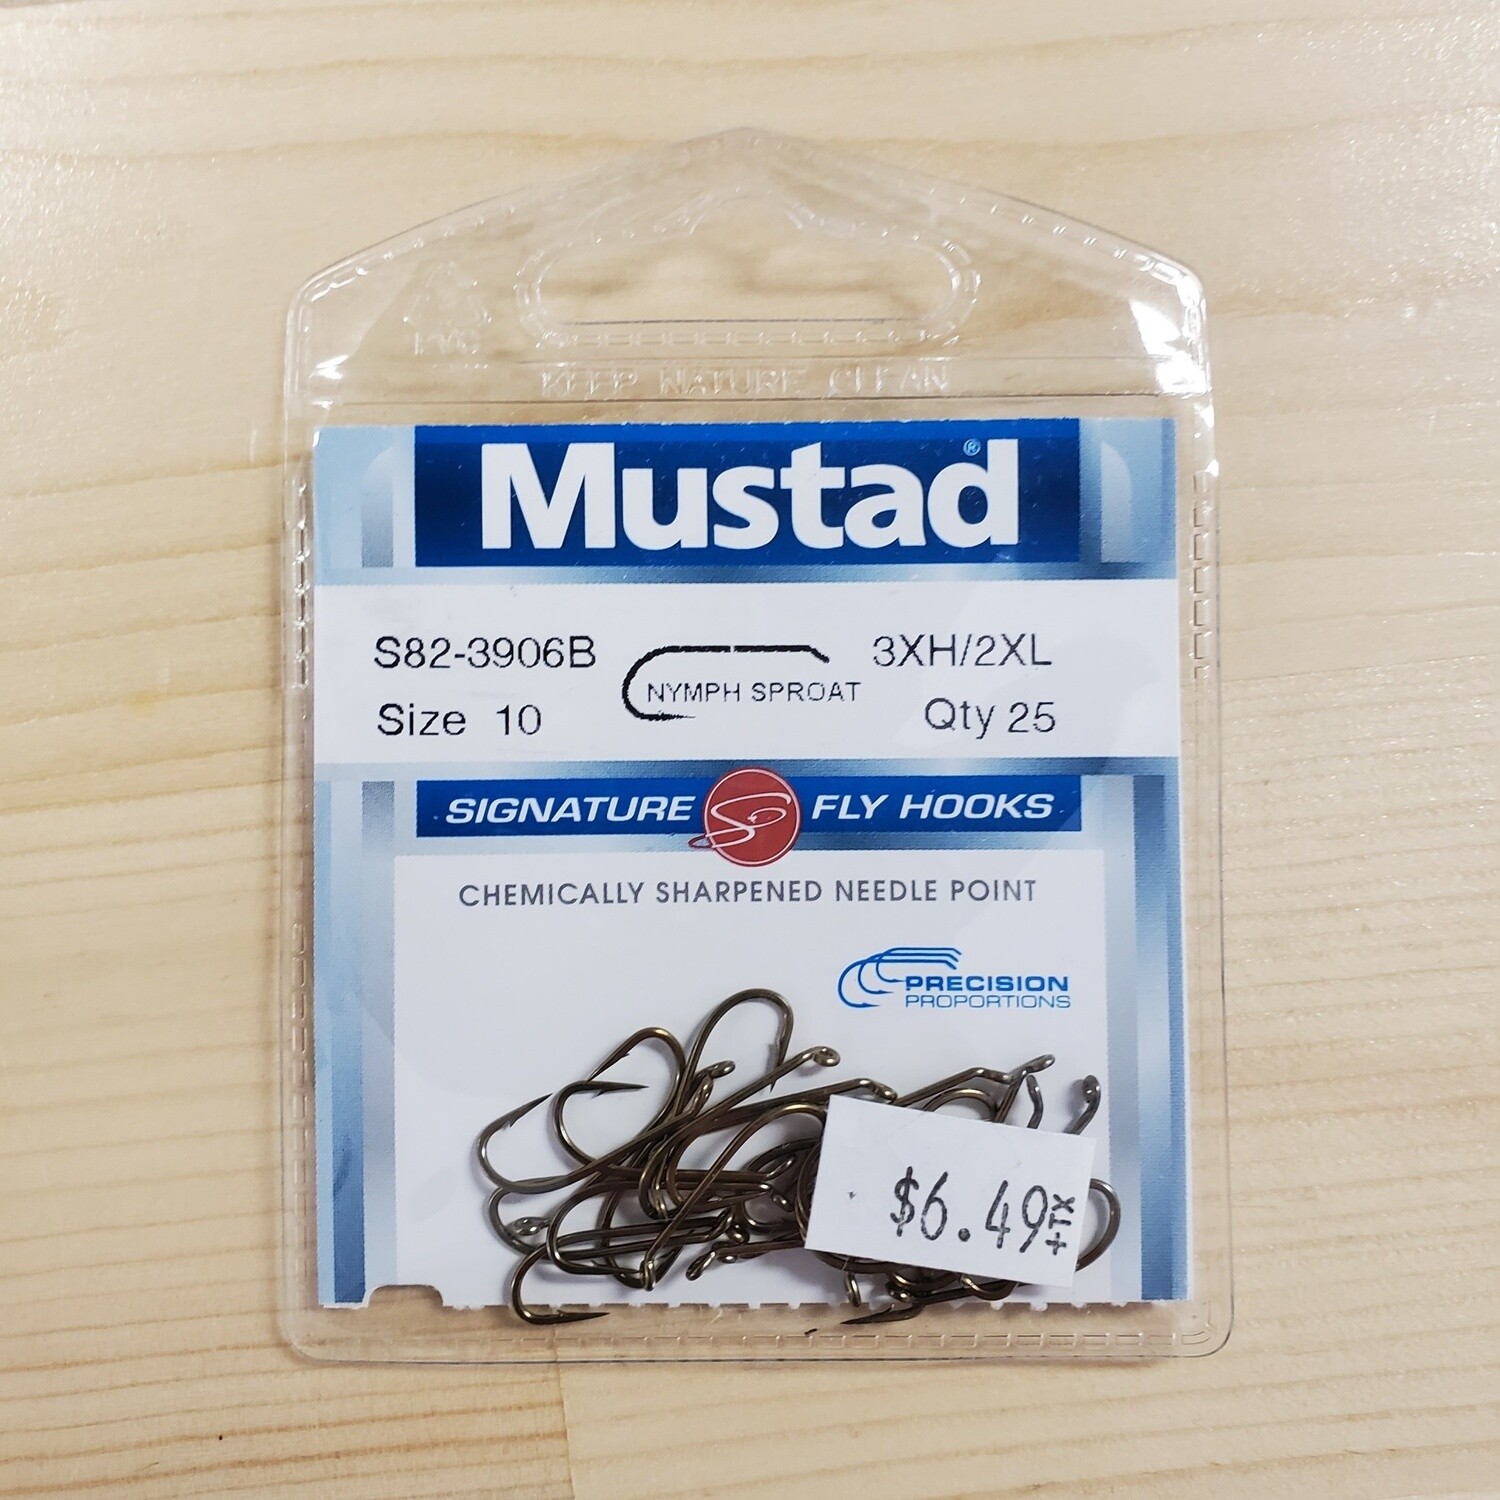 PVC
KEEP NATURE CLEAN
Mustad®
S82-3906B
Size 10
NYMPH SPROAT
3XH/2XL
Qty 25
SIGNATURE FLY HOOKS
CHEMICALLY SHARPENED NEEDLE POINT
PRECISION
PROPORTIONS
$6.49+TX